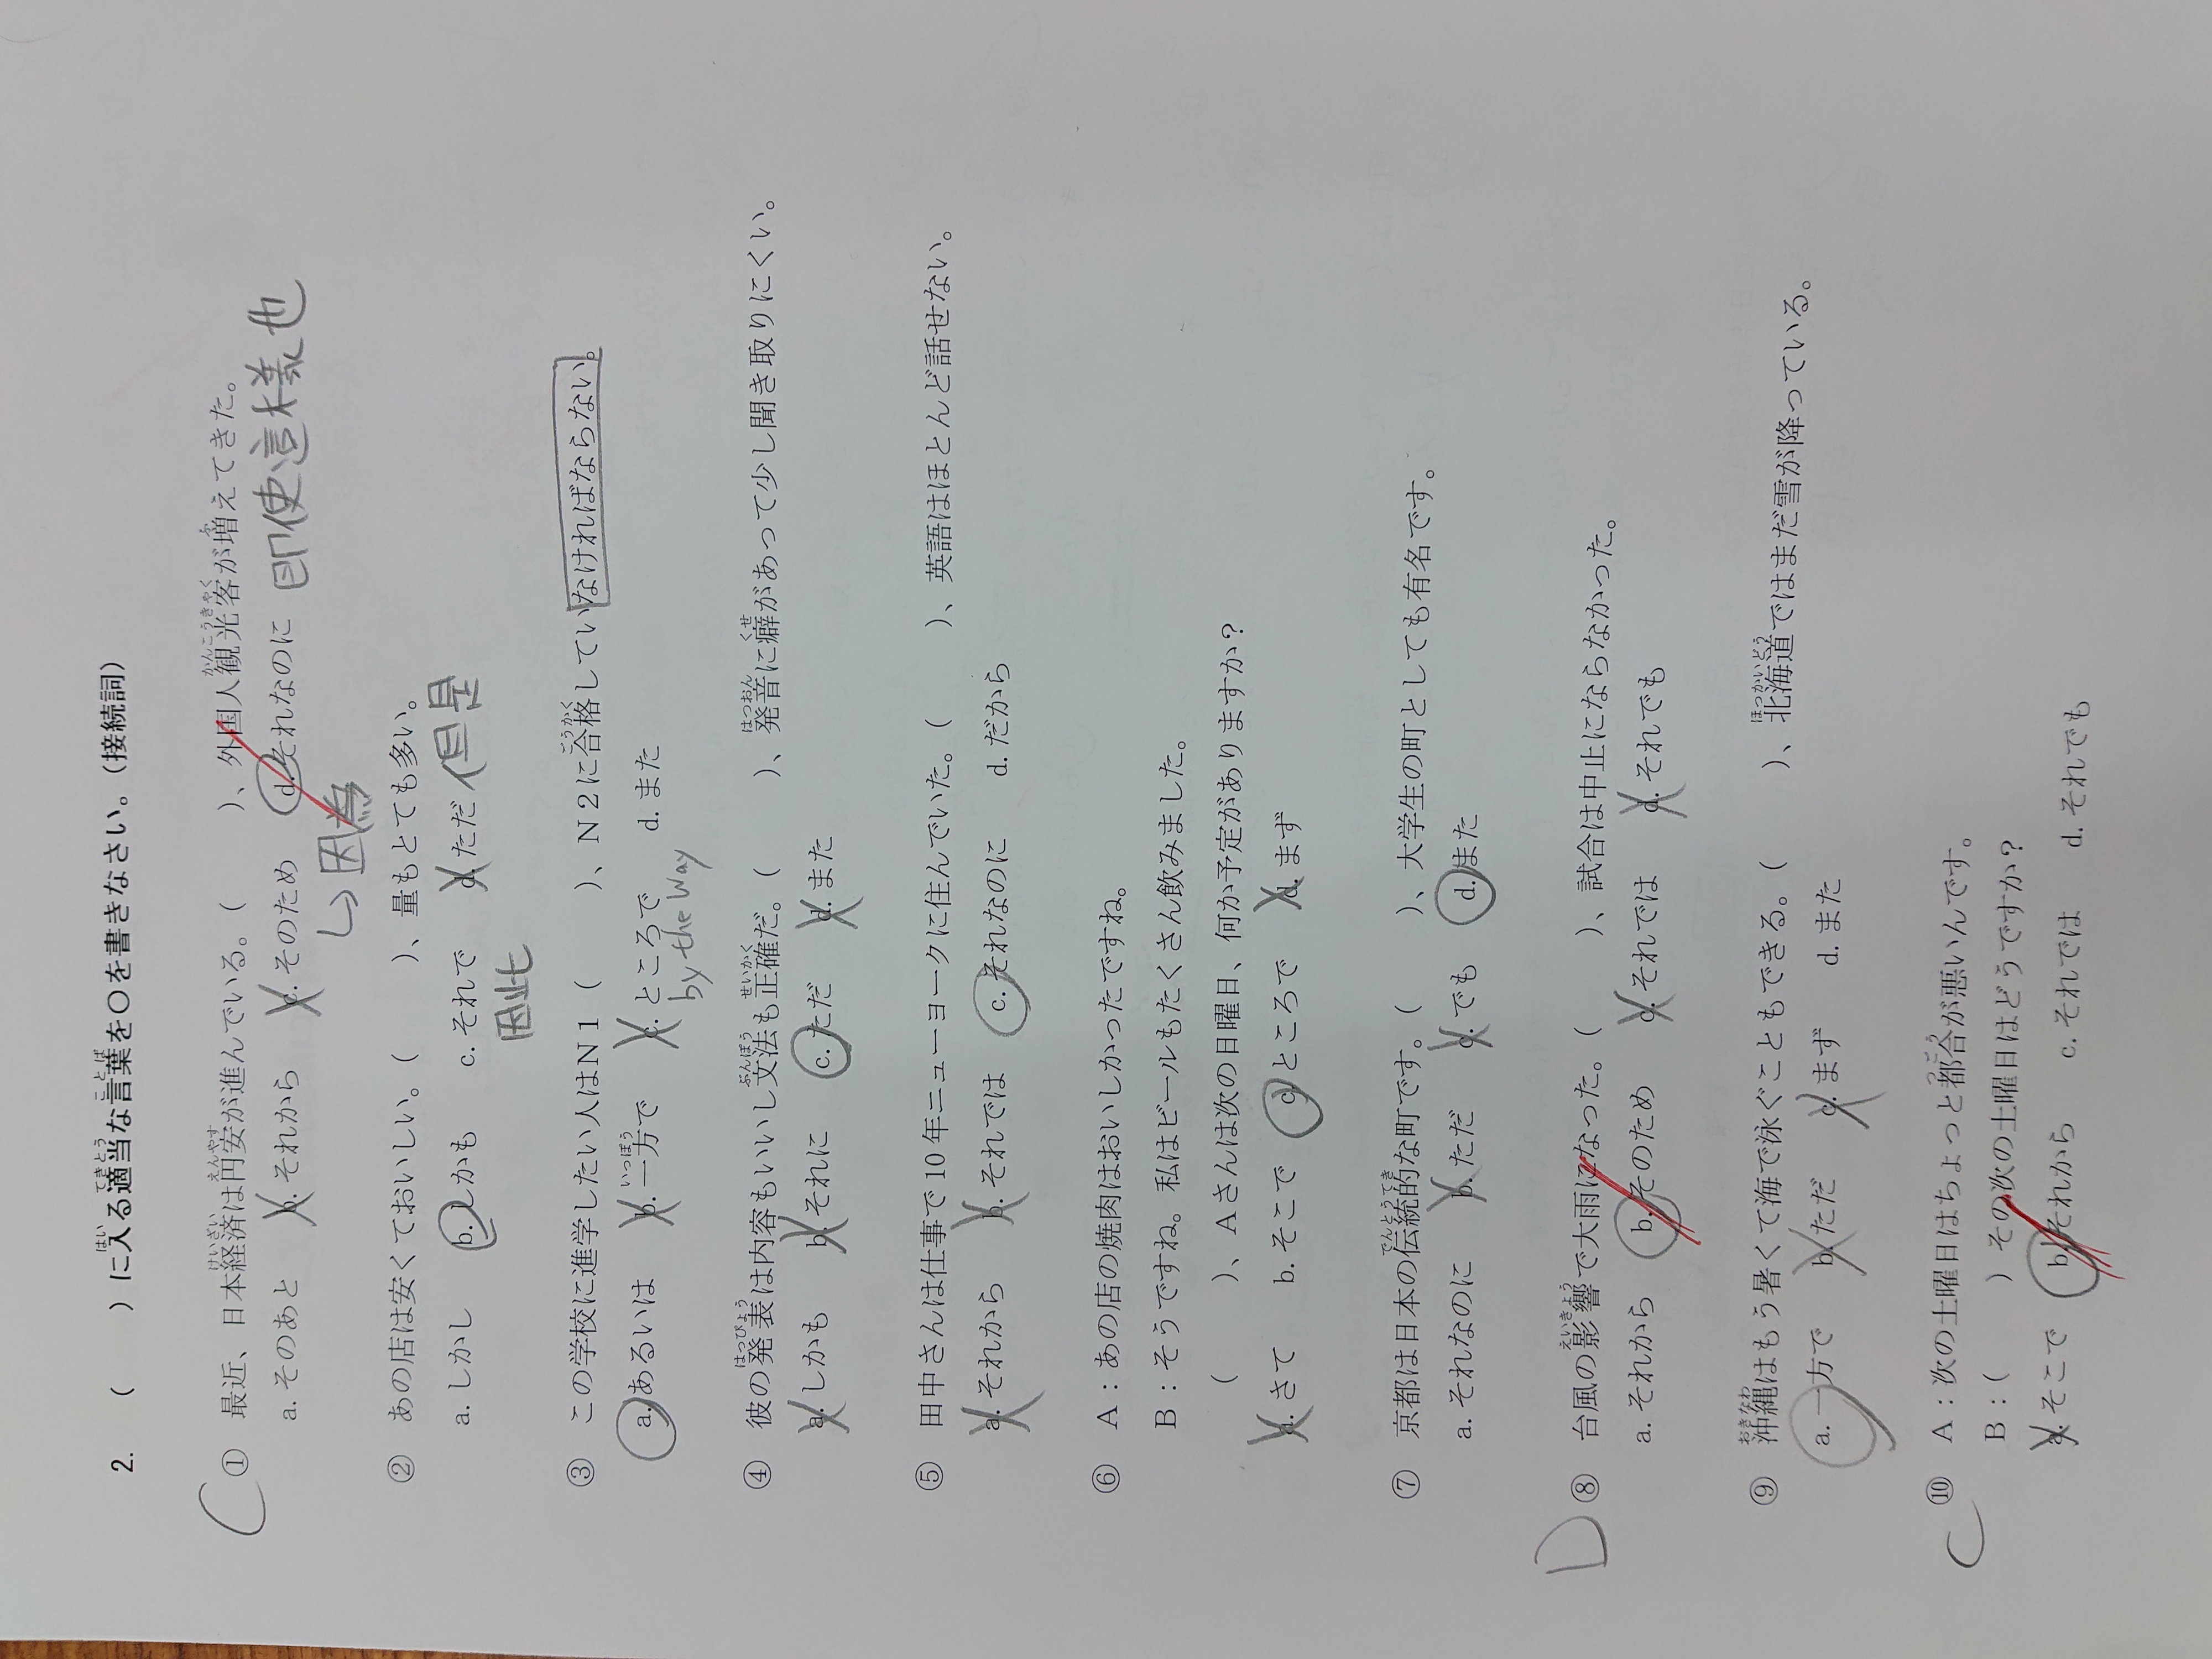 2. （　　）に入る適当な言葉を〇を書きなさい。（接続詞）
C ① 最近、日本経済は円安が進んでいる。（　　）、外国人観光客が増えてきた。
a. そのあと b. それから c. そのため d. それなのに 即使這樣也
↳ 因為
② あの店は安くておいしい。（　　）、量もとても多い。
a. しかし b. しかも c. それで d. ただ 但是
因此
③ この学校に進学したい人はＮ１（　　）、Ｎ２に合格していなければならない。
a. あるいは b. 一方で c. ところで d. また
by the way
④ 彼の発表は内容もいいし文法も正確だ。（　　）、発音に癖があって少し聞き取りにくい。
a. しかも b. それに c. ただ d. また
⑤ 田中さんは仕事で10年ニューヨークに住んでいた。（　　）、英語はほとんど話せない。
a. それから b. それでは c. それなのに d. だから
⑥ Ａ：あの店の焼肉はおいしかったですね。
Ｂ：そうですね。私はビールもたくさん飲みました。
（　　）、Ａさんは次の日曜日、何か予定がありますか？
a. さて b. そこで c. ところで d. まず
⑦ 京都は日本の伝統的な町です。（　　）、大学生の町としても有名です。
a. それなのに b. ただ c. でも d. また
D ⑧ 台風の影響で大雨になった。（　　）、試合は中止にならなかった。
a. それから b. そのため c. それでは d. それでも
⑨ 沖縄はもう暑くて海で泳ぐこともできる。（　　）、北海道ではまだ雪が降っている。
a. 一方で b. ただ c. まず d. また
C ⑩ Ａ：次の土曜日はちょっと都合が悪いんです。
Ｂ：（　　）その次の土曜日はどうですか？
a. そこで b. それから c. それでは d. それでも